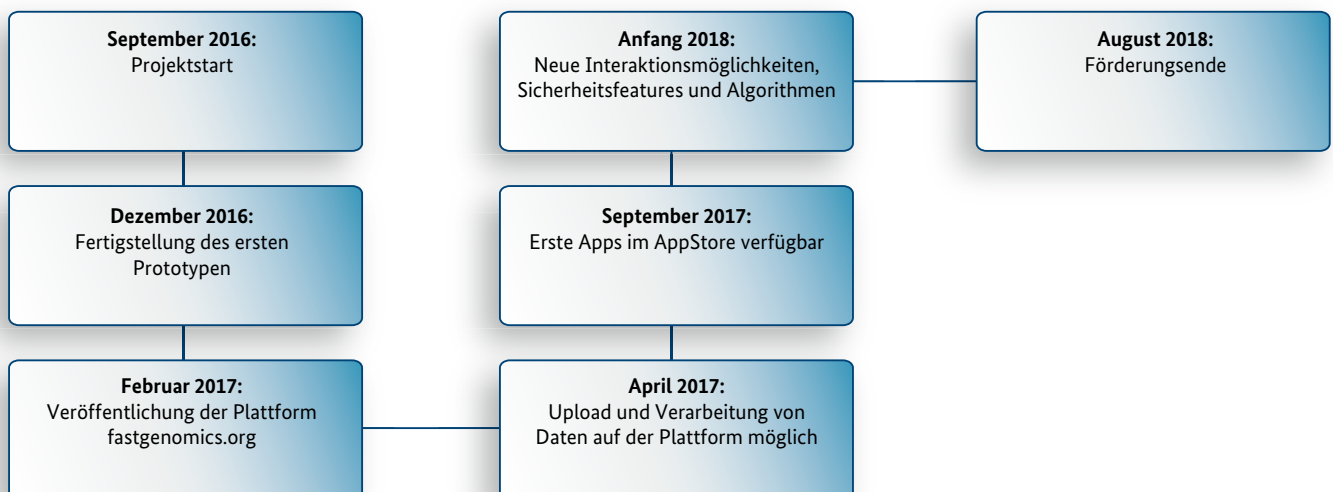 September 2016:
Projektstart
Dezember 2016:
Fertigstellung des ersten
Prototypen
Februar 2017:
Veröffentlichung der Plattform
fastgenomics.org
April 2017:
Upload und Verarbeitung von
Daten auf der Plattform möglich
September 2017:
Erste Apps im AppStore verfügbar
Anfang 2018:
Neue Interaktionsmöglichkeiten,
Sicherheitsfeatures und Algorithmen
August 2018:
Förderungsende